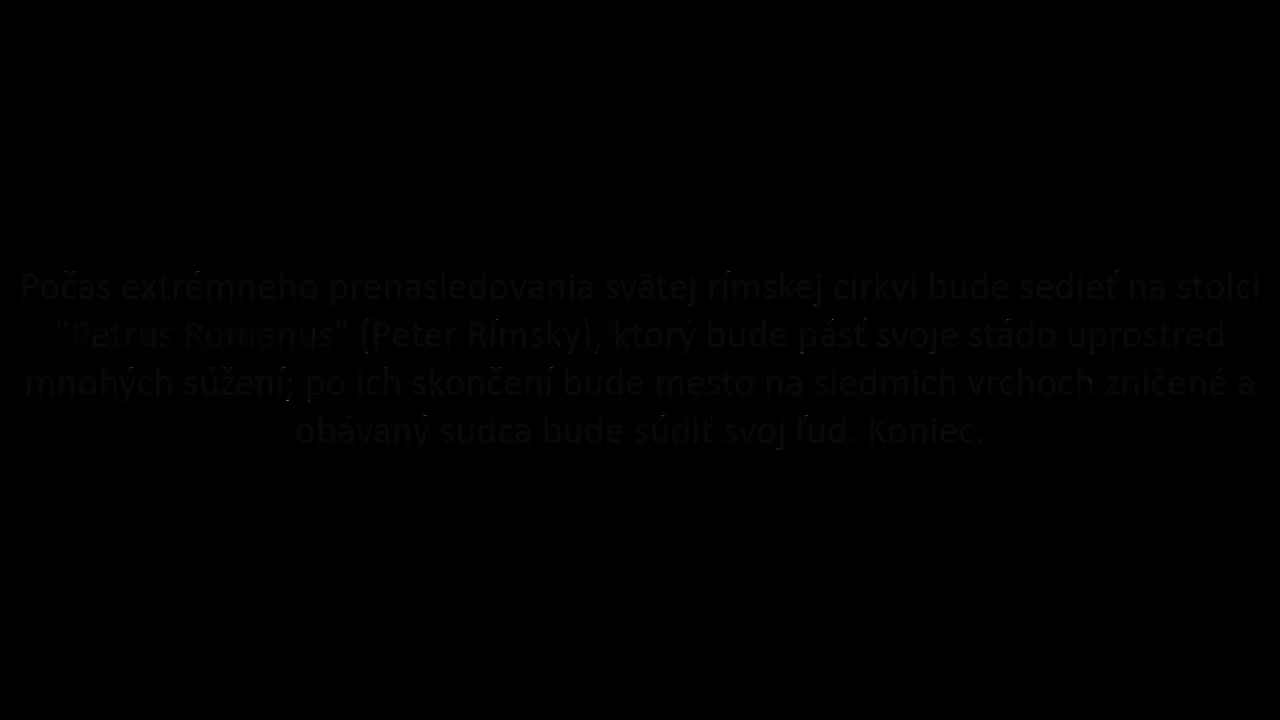 Počas extrémneho prenasledovania svätej rímskej cirkvi bude sedieť na stolci
"Petrus Romanus" (Peter Rímsky), ktorý bude pásť svoje stádo uprostred
mnohých súžení; po ich skončení bude mesto na siedmich vrchoch zničené a
obávaný sudca bude súdiť svoj ľud. Koniec.